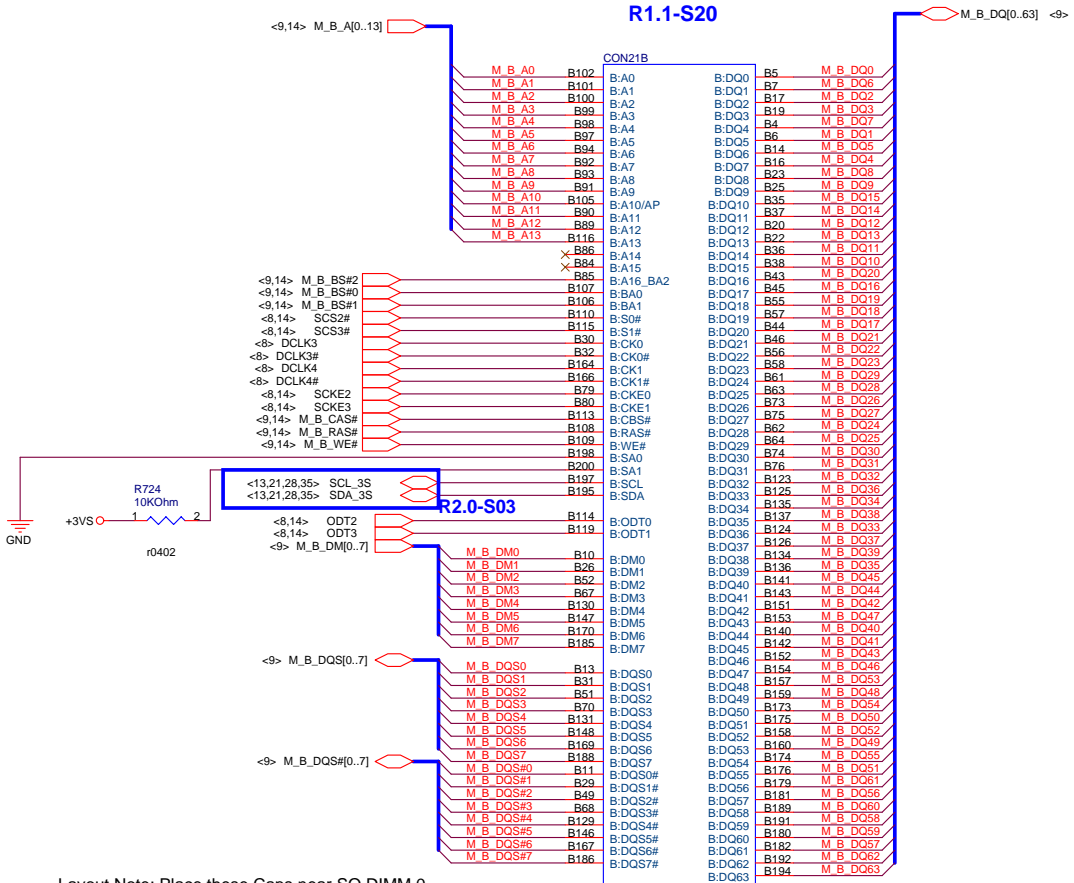 R1.1-S20
<9,14> M_B_A[0..13]
M_B_DQ[0..63] <9>
CON21B
M_B_A0 B102 B:A0
M_B_A1 B101 B:A1
M_B_A2 B100 B:A2
M_B_A3 B99 B:A3
M_B_A4 B98 B:A4
M_B_A5 B97 B:A5
M_B_A6 B94 B:A6
M_B_A7 B92 B:A7
M_B_A8 B93 B:A8
M_B_A9 B91 B:A9
M_B_A10 B105 B:A10/AP
M_B_A11 B90 B:A11
M_B_A12 B89 B:A12
M_B_A13 B116 B:A13
B86 B:A14
B84 B:A15
<9,14> M_B_BS#2 B85 B:A16_BA2
<9,14> M_B_BS#0 B107 B:BA0
<9,14> M_B_BS#1 B106 B:BA1
<8,14> SCS2# B110 B:S0#
<8,14> SCS3# B115 B:S1#
<8> DCLK3 B30 B:CK0
<8> DCLK3# B32 B:CK0#
<8> DCLK4 B164 B:CK1
<8> DCLK4# B166 B:CK1#
<8,14> SCKE2 B79 B:CKE0
<8,14> SCKE3 B80 B:CKE1
<9,14> M_B_CAS# B113 B:CBS#
<9,14> M_B_RAS# B108 B:RAS#
<9,14> M_B_WE# B109 B:WE#
B198 B:SA0
B200 B:SA1
<13,21,28,35> SCL_3S B197 B:SCL
<13,21,28,35> SDA_3S B195 B:SDA
R2.0-S03
R724
10KOhm
+3VS 1 2
r0402
GND
<8,14> ODT2 B114 B:ODT0
<8,14> ODT3 B119 B:ODT1
<9> M_B_DM[0..7]
M_B_DM0 B10 B:DM0
M_B_DM1 B26 B:DM1
M_B_DM2 B52 B:DM2
M_B_DM3 B67 B:DM3
M_B_DM4 B130 B:DM4
M_B_DM5 B147 B:DM5
M_B_DM6 B170 B:DM6
M_B_DM7 B185 B:DM7
<9> M_B_DQS[0..7]
M_B_DQS0 B13 B:DQS0
M_B_DQS1 B31 B:DQS1
M_B_DQS2 B51 B:DQS2
M_B_DQS3 B70 B:DQS3
M_B_DQS4 B131 B:DQS4
M_B_DQS5 B148 B:DQS5
M_B_DQS6 B169 B:DQS6
M_B_DQS7 B188 B:DQS7
<9> M_B_DQS#[0..7]
M_B_DQS#0 B11 B:DQS0#
M_B_DQS#1 B29 B:DQS1#
M_B_DQS#2 B49 B:DQS2#
M_B_DQS#3 B68 B:DQS3#
M_B_DQS#4 B129 B:DQS4#
M_B_DQS#5 B146 B:DQS5#
M_B_DQS#6 B167 B:DQS6#
M_B_DQS#7 B186 B:DQS7#
B:DQ0 B5 M_B_DQ0
B:DQ1 B7 M_B_DQ6
B:DQ2 B17 M_B_DQ2
B:DQ3 B19 M_B_DQ3
B:DQ4 B4 M_B_DQ7
B:DQ5 B6 M_B_DQ1
B:DQ6 B14 M_B_DQ5
B:DQ7 B16 M_B_DQ4
B:DQ8 B23 M_B_DQ8
B:DQ9 B25 M_B_DQ9
B:DQ10 B35 M_B_DQ15
B:DQ11 B37 M_B_DQ14
B:DQ12 B20 M_B_DQ12
B:DQ13 B22 M_B_DQ13
B:DQ14 B36 M_B_DQ11
B:DQ15 B38 M_B_DQ10
B:DQ16 B43 M_B_DQ20
B:DQ17 B45 M_B_DQ16
B:DQ18 B55 M_B_DQ19
B:DQ19 B57 M_B_DQ18
B:DQ20 B44 M_B_DQ17
B:DQ21 B46 M_B_DQ21
B:DQ22 B56 M_B_DQ22
B:DQ23 B58 M_B_DQ23
B:DQ24 B61 M_B_DQ29
B:DQ25 B63 M_B_DQ28
B:DQ26 B73 M_B_DQ26
B:DQ27 B75 M_B_DQ27
B:DQ28 B62 M_B_DQ24
B:DQ29 B64 M_B_DQ25
B:DQ30 B74 M_B_DQ30
B:DQ31 B76 M_B_DQ31
B:DQ32 B123 M_B_DQ32
B:DQ33 B125 M_B_DQ36
B:DQ34 B135 M_B_DQ34
B:DQ35 B137 M_B_DQ38
B:DQ36 B124 M_B_DQ33
B:DQ37 B126 M_B_DQ37
B:DQ38 B134 M_B_DQ39
B:DQ39 B136 M_B_DQ35
B:DQ40 B141 M_B_DQ45
B:DQ41 B143 M_B_DQ44
B:DQ42 B151 M_B_DQ42
B:DQ43 B153 M_B_DQ47
B:DQ44 B140 M_B_DQ40
B:DQ45 B142 M_B_DQ41
B:DQ46 B152 M_B_DQ43
B:DQ47 B154 M_B_DQ46
B:DQ48 B157 M_B_DQ53
B:DQ49 B159 M_B_DQ48
B:DQ50 B173 M_B_DQ54
B:DQ51 B175 M_B_DQ50
B:DQ52 B158 M_B_DQ52
B:DQ53 B160 M_B_DQ49
B:DQ54 B174 M_B_DQ55
B:DQ55 B176 M_B_DQ51
B:DQ56 B179 M_B_DQ61
B:DQ57 B181 M_B_DQ56
B:DQ58 B189 M_B_DQ60
B:DQ59 B191 M_B_DQ58
B:DQ60 B180 M_B_DQ59
B:DQ61 B182 M_B_DQ57
B:DQ62 B192 M_B_DQ62
B:DQ63 B194 M_B_DQ63
Layout Note: Place these Caps near SO DIMM 0